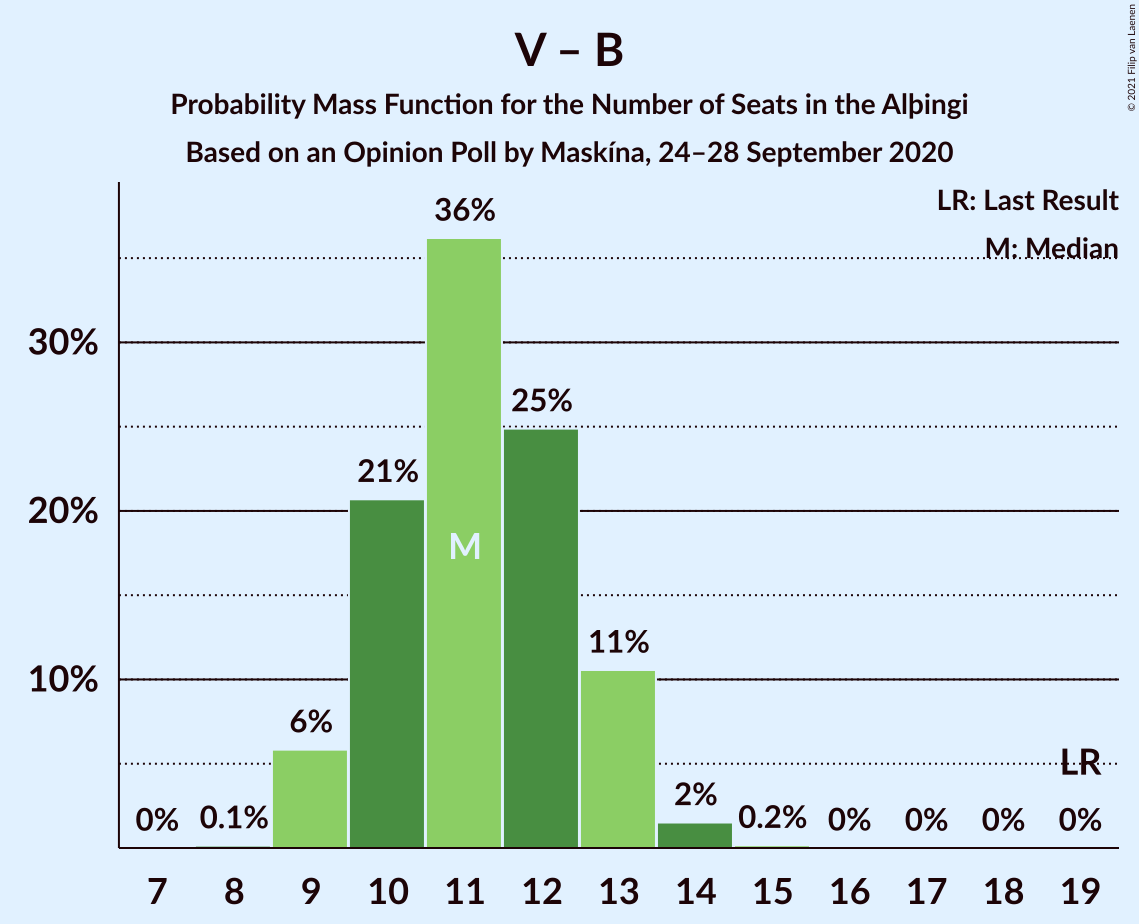 V – B
Probability Mass Function for the Number of Seats in the Alþingi
Based on an Opinion Poll by Maskína, 24–28 September 2020
© 2021 Filip van Laenen
LR: Last Result
M: Median
36%
30%
25%
21%
20%
M
11%
10%
6%
LR
0%
0.1%
2%
0.2%
0%
0%
0%
0%
7 8 9 10 11 12 13 14 15 16 17 18 19